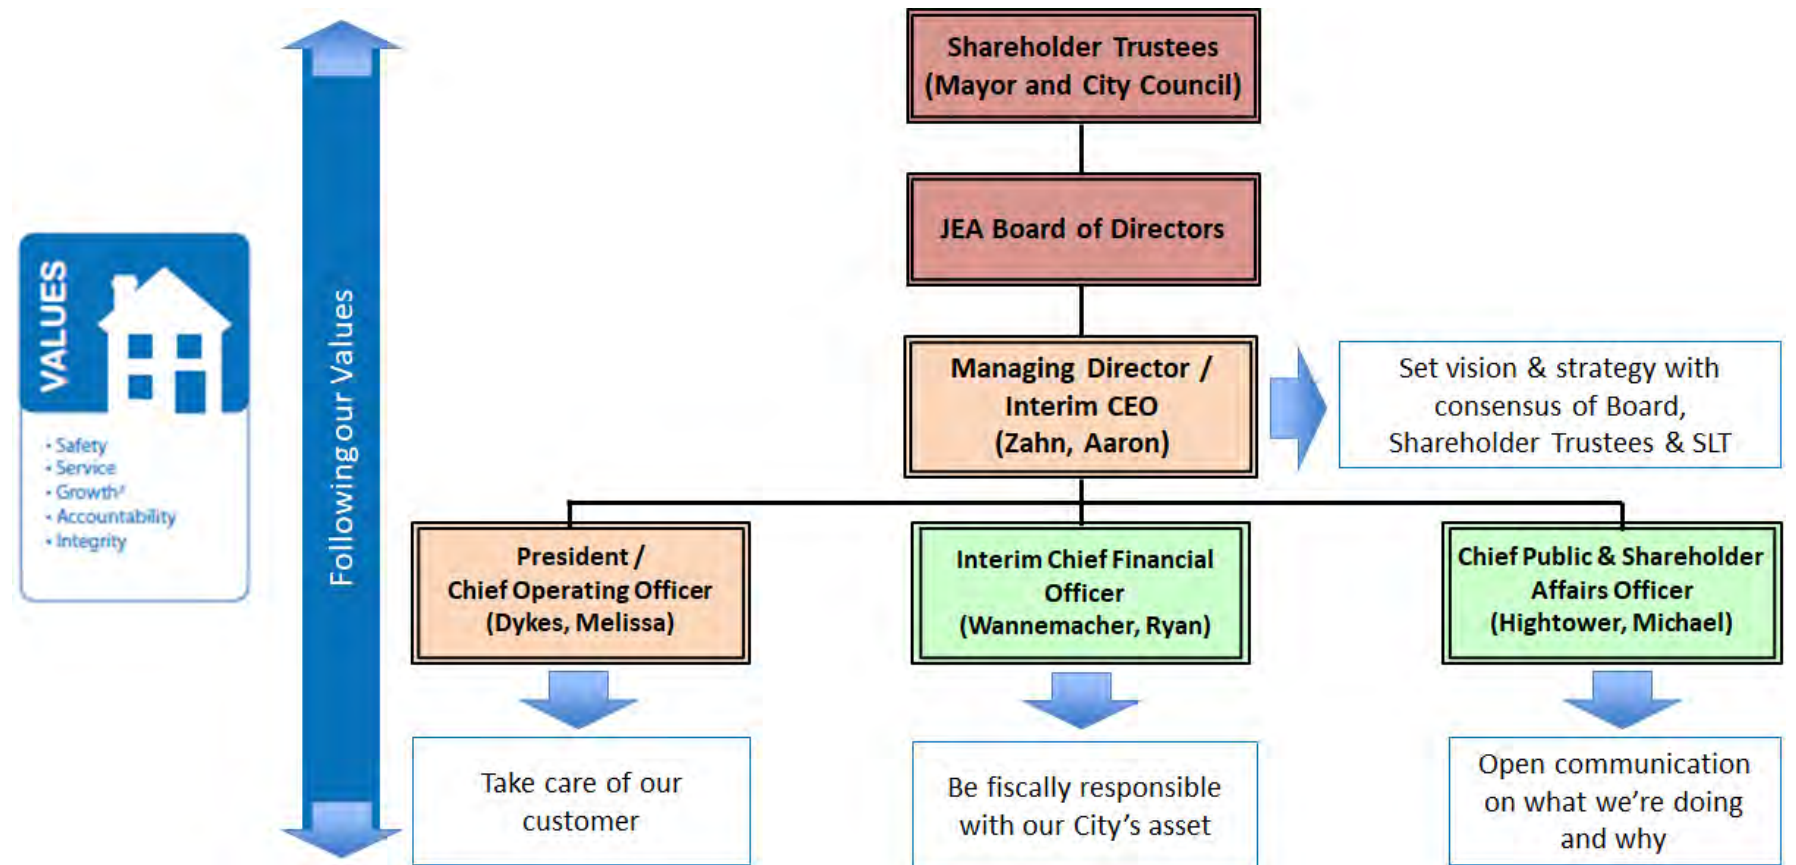 Shareholder Trustees
(Mayor and City Council)
JEA Board of Directors
Managing Director /
Interim CEO
(Zahn, Aaron)
Set vision & strategy with
consensus of Board,
Shareholder Trustees & SLT
VALUES
• Safety
• Service
• Growth²
• Accountability
• Integrity
Following our Values
President /
Chief Operating Officer
(Dykes, Melissa)
Interim Chief Financial
Officer
(Wannemacher, Ryan)
Chief Public & Shareholder
Affairs Officer
(Hightower, Michael)
Take care of our
customer
Be fiscally responsible
with our City's asset
Open communication
on what we're doing
and why